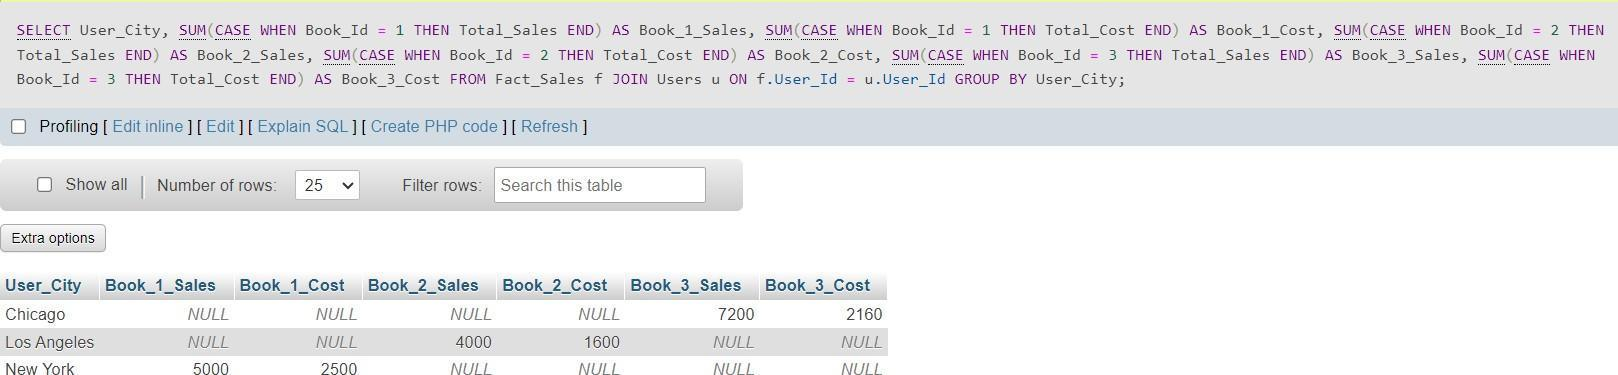 SELECT User_City, SUM(CASE WHEN Book_Id = 1 THEN Total_Sales END) AS Book_1_Sales, SUM(CASE WHEN Book_Id = 1 THEN Total_Cost END) AS Book_1_Cost, SUM(CASE WHEN Book_Id = 2 THEN
Total_Sales END) AS Book_2_Sales, SUM(CASE WHEN Book_Id = 2 THEN Total_Cost END) AS Book_2_Cost, SUM(CASE WHEN Book_Id = 3 THEN Total_Sales END) AS Book_3_Sales, SUM(CASE WHEN
Book_Id = 3 THEN Total_Cost END) AS Book_3_Cost FROM Fact_Sales f JOIN Users u ON f.User_Id = u.User_Id GROUP BY User_City;
Profiling [ Edit inline ] [ Edit ] [ Explain SQL ] [ Create PHP code ] [ Refresh ]
Show all Number of rows: 25 Filter rows: Search this table
Extra options
User_City Book_1_Sales Book_1_Cost Book_2_Sales Book_2_Cost Book_3_Sales Book_3_Cost
Chicago NULL NULL NULL NULL 7200 2160
Los Angeles NULL NULL 4000 1600 NULL NULL
New York 5000 2500 NULL NULL NULL NULL